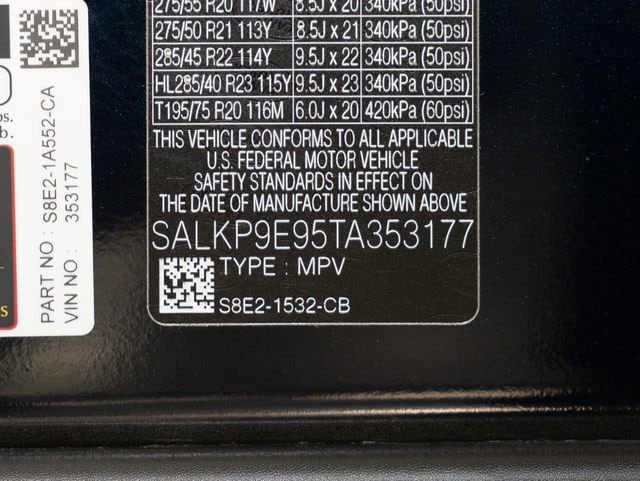 275/55 R20 117W 8.5J x 20 340kPa (50psi)
275/50 R21 113Y 8.5J x 21 340kPa (50psi)
285/45 R22 114Y 9.5J x 22 340kPa (50psi)
HL285/40 R23 115Y 9.5J x 23 340kPa (50psi)
T195/75 R20 116M 6.0J x 20 420kPa (60psi)
THIS VEHICLE CONFORMS TO ALL APPLICABLE
U.S. FEDERAL MOTOR VEHICLE
SAFETY STANDARDS IN EFFECT ON
THE DATE OF MANUFACTURE SHOWN ABOVE
SALKP9E95TA353177
TYPE : MPV
S8E2-1532-CB
PART NO : S8E2-1A552-CA
VIN NO : 353177